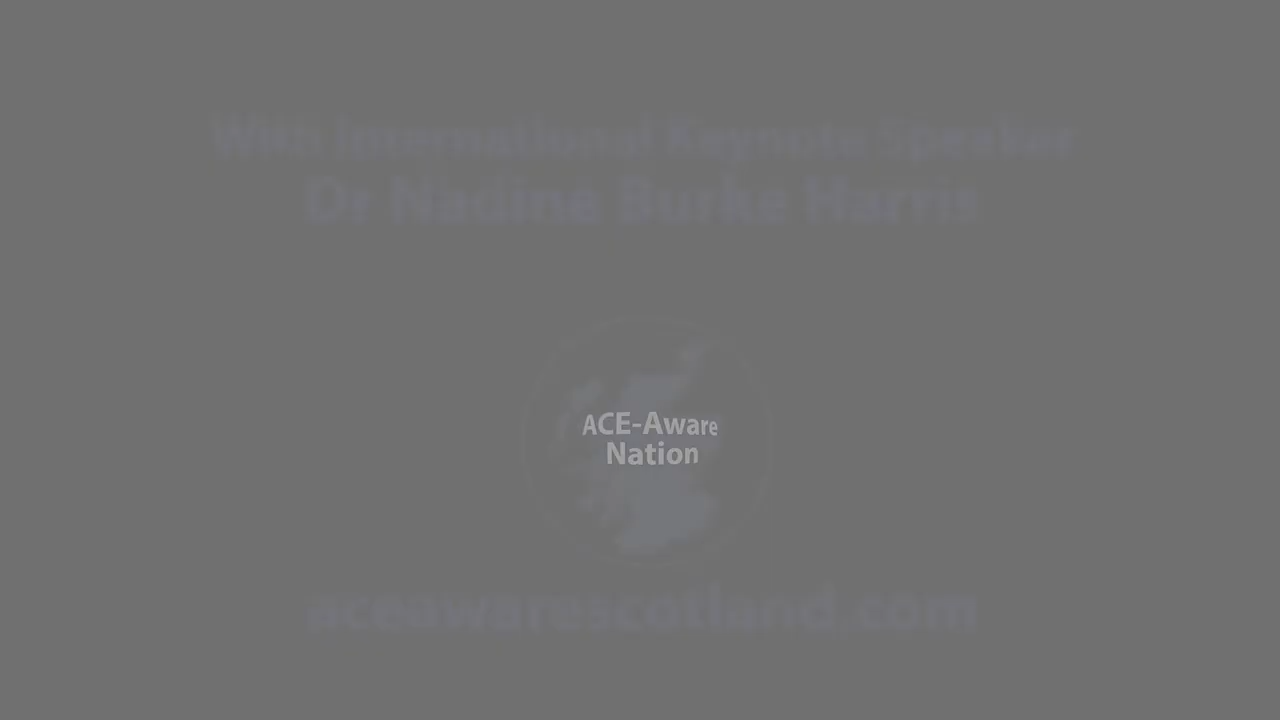 With International Keynote Speaker
Dr Nadine Burke Harris
ACE-Aware
Nation
aceawarescotland.com